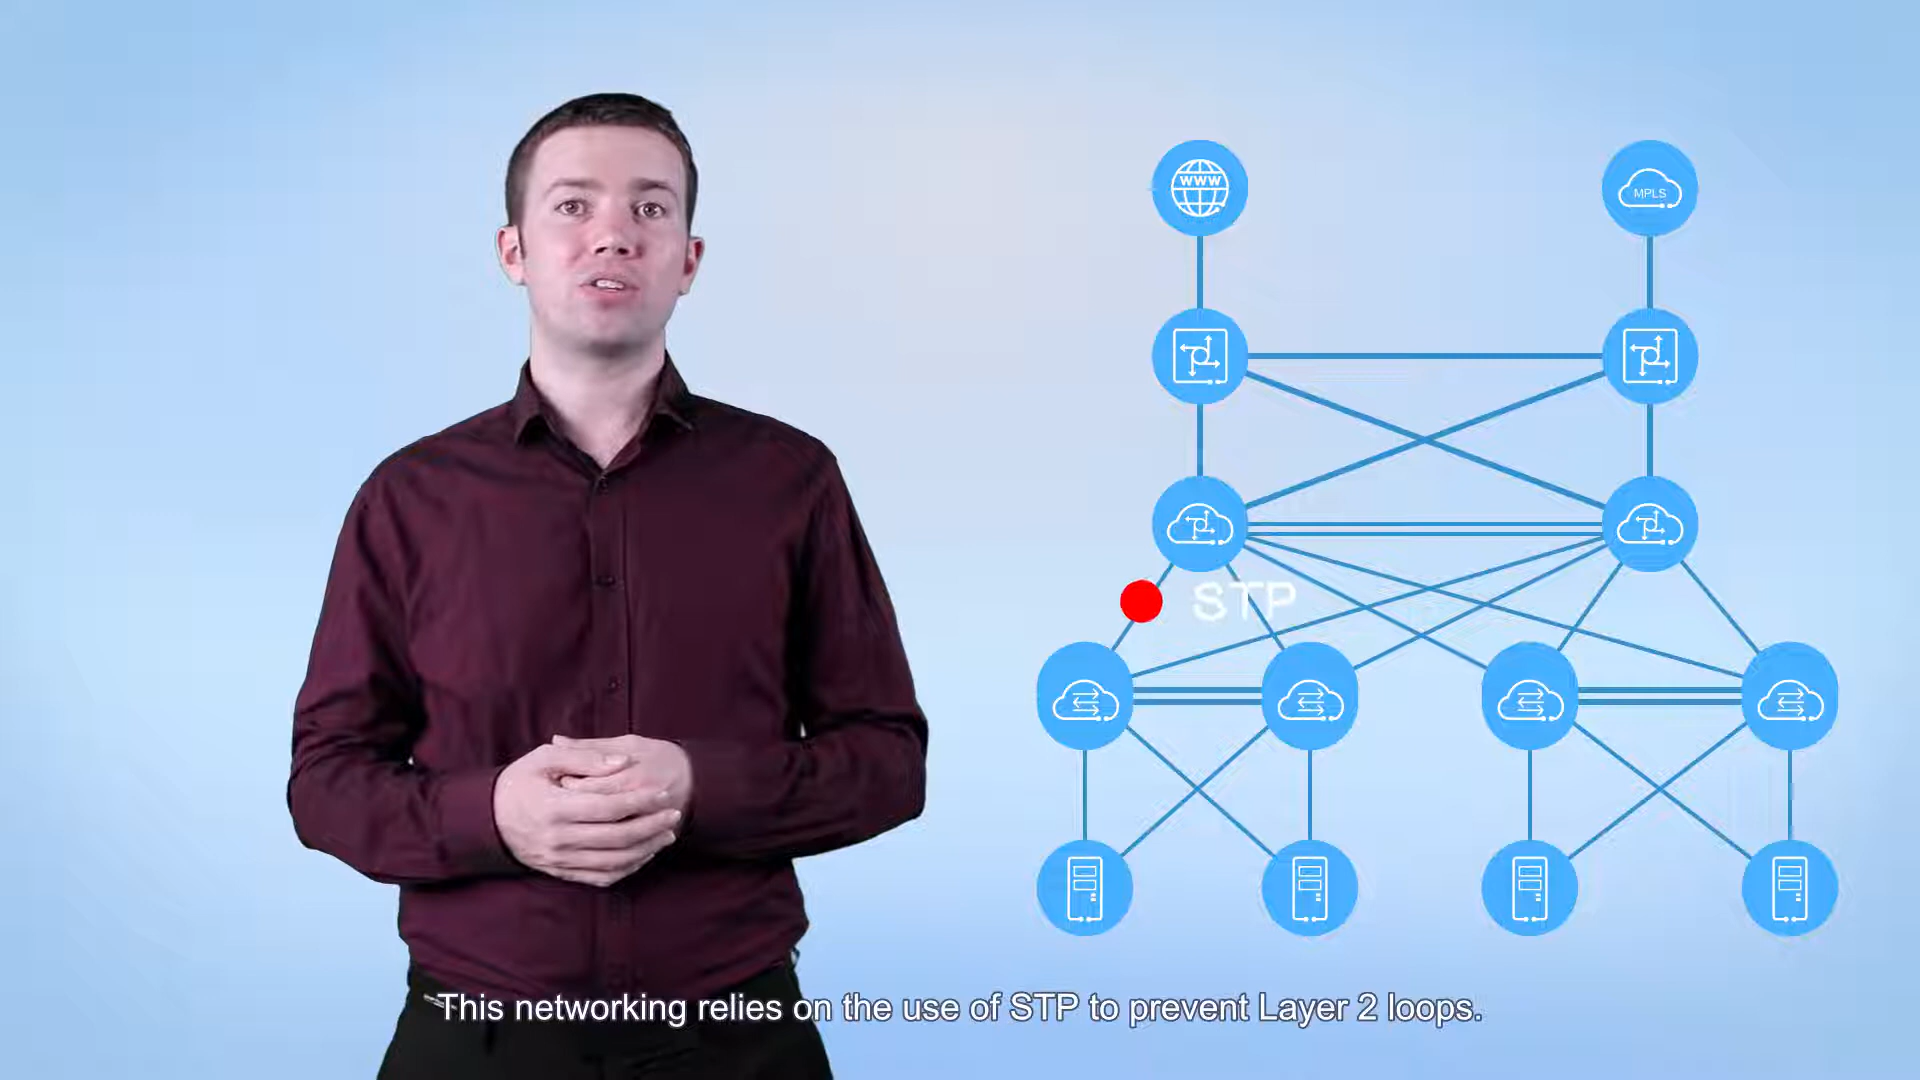 WWW
MPLS
STP
This networking relies on the use of STP to prevent Layer 2 loops.